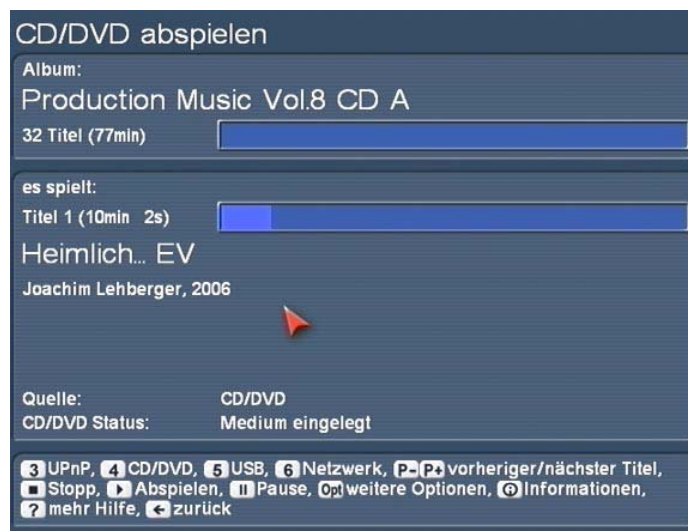 CD/DVD abspielen
Album:
Production Music Vol.8 CD A
32 Titel (77min)
es spielt:
Titel 1 (10min 2s)
Heimlich... EV
Joachim Lehberger, 2006
Quelle: CD/DVD
CD/DVD Status: Medium eingelegt
3 UPnP, 4 CD/DVD, 5 USB, 6 Netzwerk, P- P+ vorheriger/nächster Titel,
Stopp, Abspielen, Pause, Opt weitere Optionen, Informationen,
? mehr Hilfe, zurück